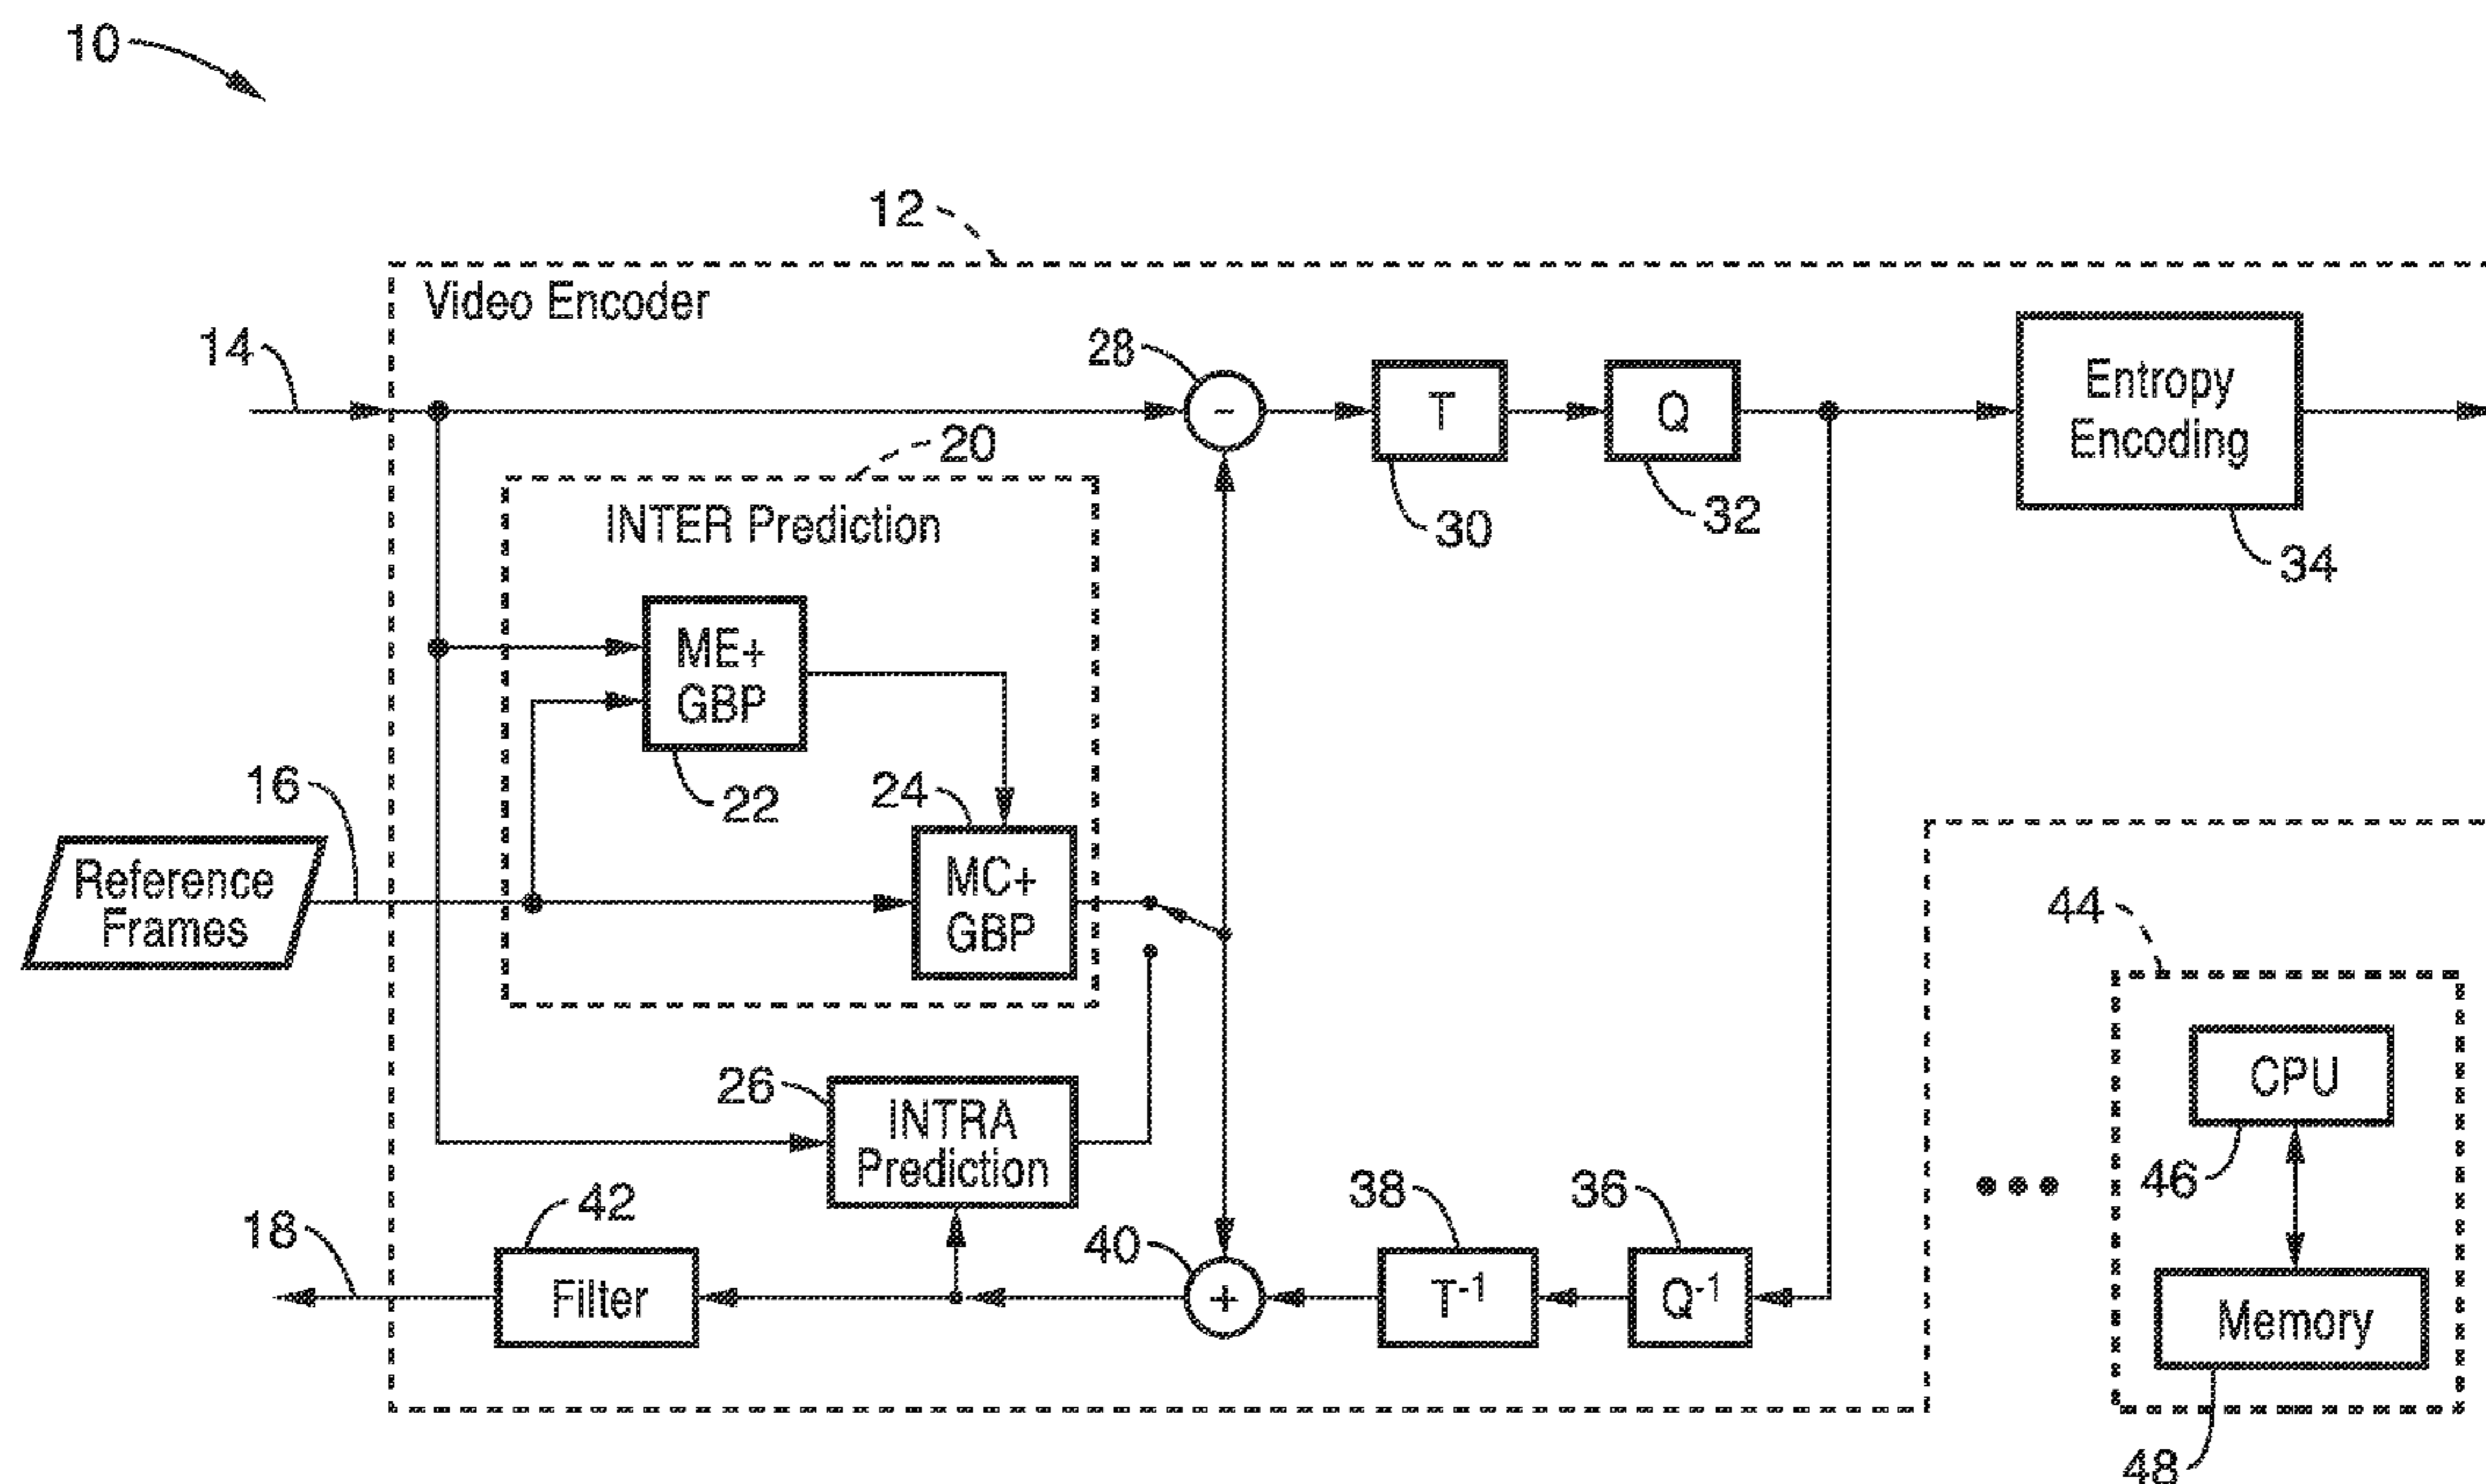 10
12
Video Encoder
14
28
-
T
Q
Entropy
Encoding
20
30
32
34
INTER Prediction
ME+
GBP
22
16
24
Reference
Frames
MC+
GBP
44
26
INTRA
Prediction
CPU
46
18
42
40
38
36
Filter
+
T-1
Q-1
Memory
48